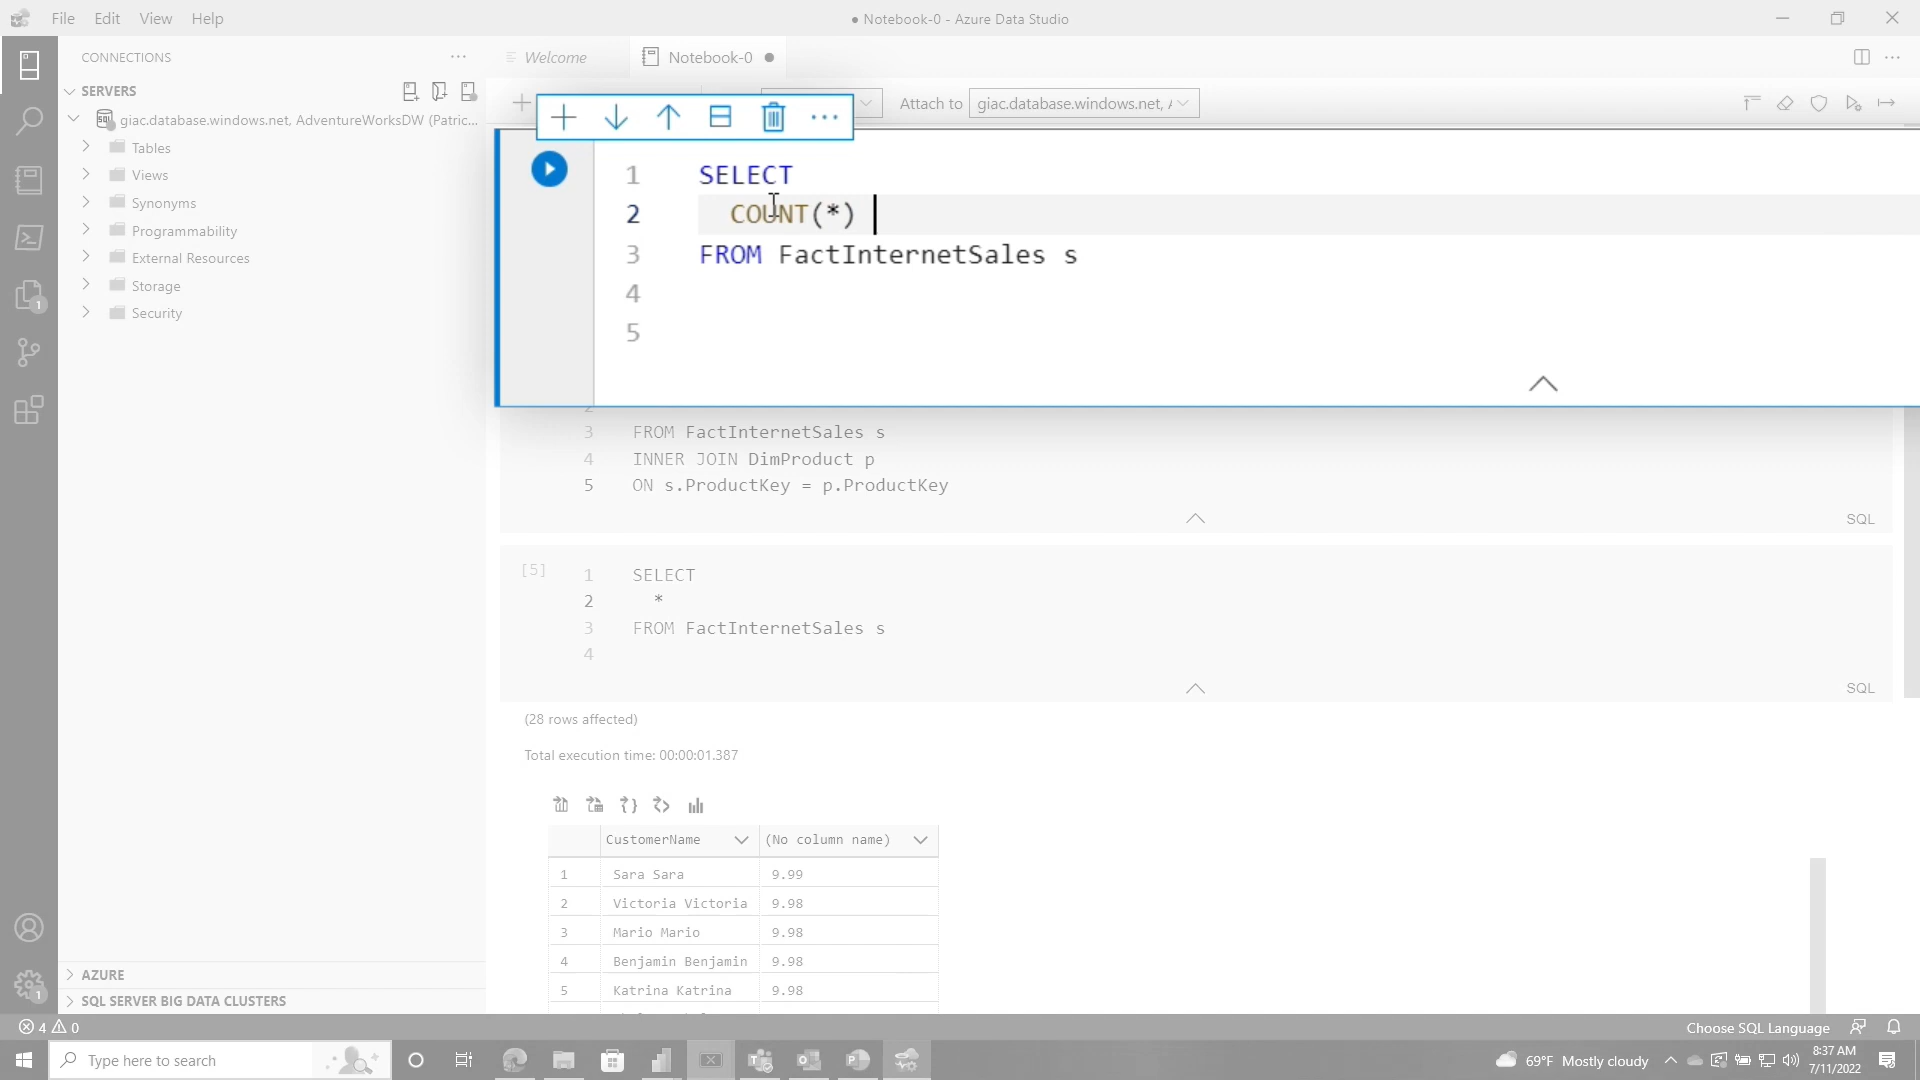 File Edit View Help
● Notebook-0 - Azure Data Studio
CONNECTIONS
Welcome
Notebook-0 ●
SERVERS
Attach to giac.database.windows.net, A
giac.database.windows.net, AdventureWorksDW (Patric...
Tables
Views
Synonyms
Programmability
External Resources
Storage
Security
1 SELECT
2 COUNT(*)
3 FROM FactInternetSales s
4
5
3 FROM FactInternetSales s
4 INNER JOIN DimProduct p
5 ON s.ProductKey = p.ProductKey
SQL
[5]
1 SELECT
2 *
3 FROM FactInternetSales s
4
SQL
(28 rows affected)
Total execution time: 00:00:01.387
CustomerName (No column name)
1 Sara Sara 9.99
2 Victoria Victoria 9.98
3 Mario Mario 9.98
4 Benjamin Benjamin 9.98
5 Katrina Katrina 9.98
AZURE
SQL SERVER BIG DATA CLUSTERS
4 0
Choose SQL Language
Type here to search
69°F Mostly cloudy
8:37 AM
7/11/2022